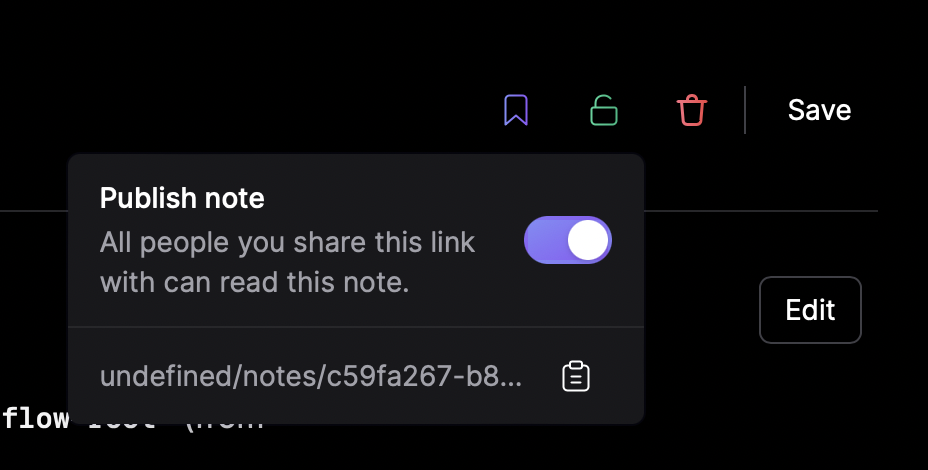 Save
Publish note
All people you share this link
with can read this note.
Edit
undefined/notes/c59fa267-b8...
flow